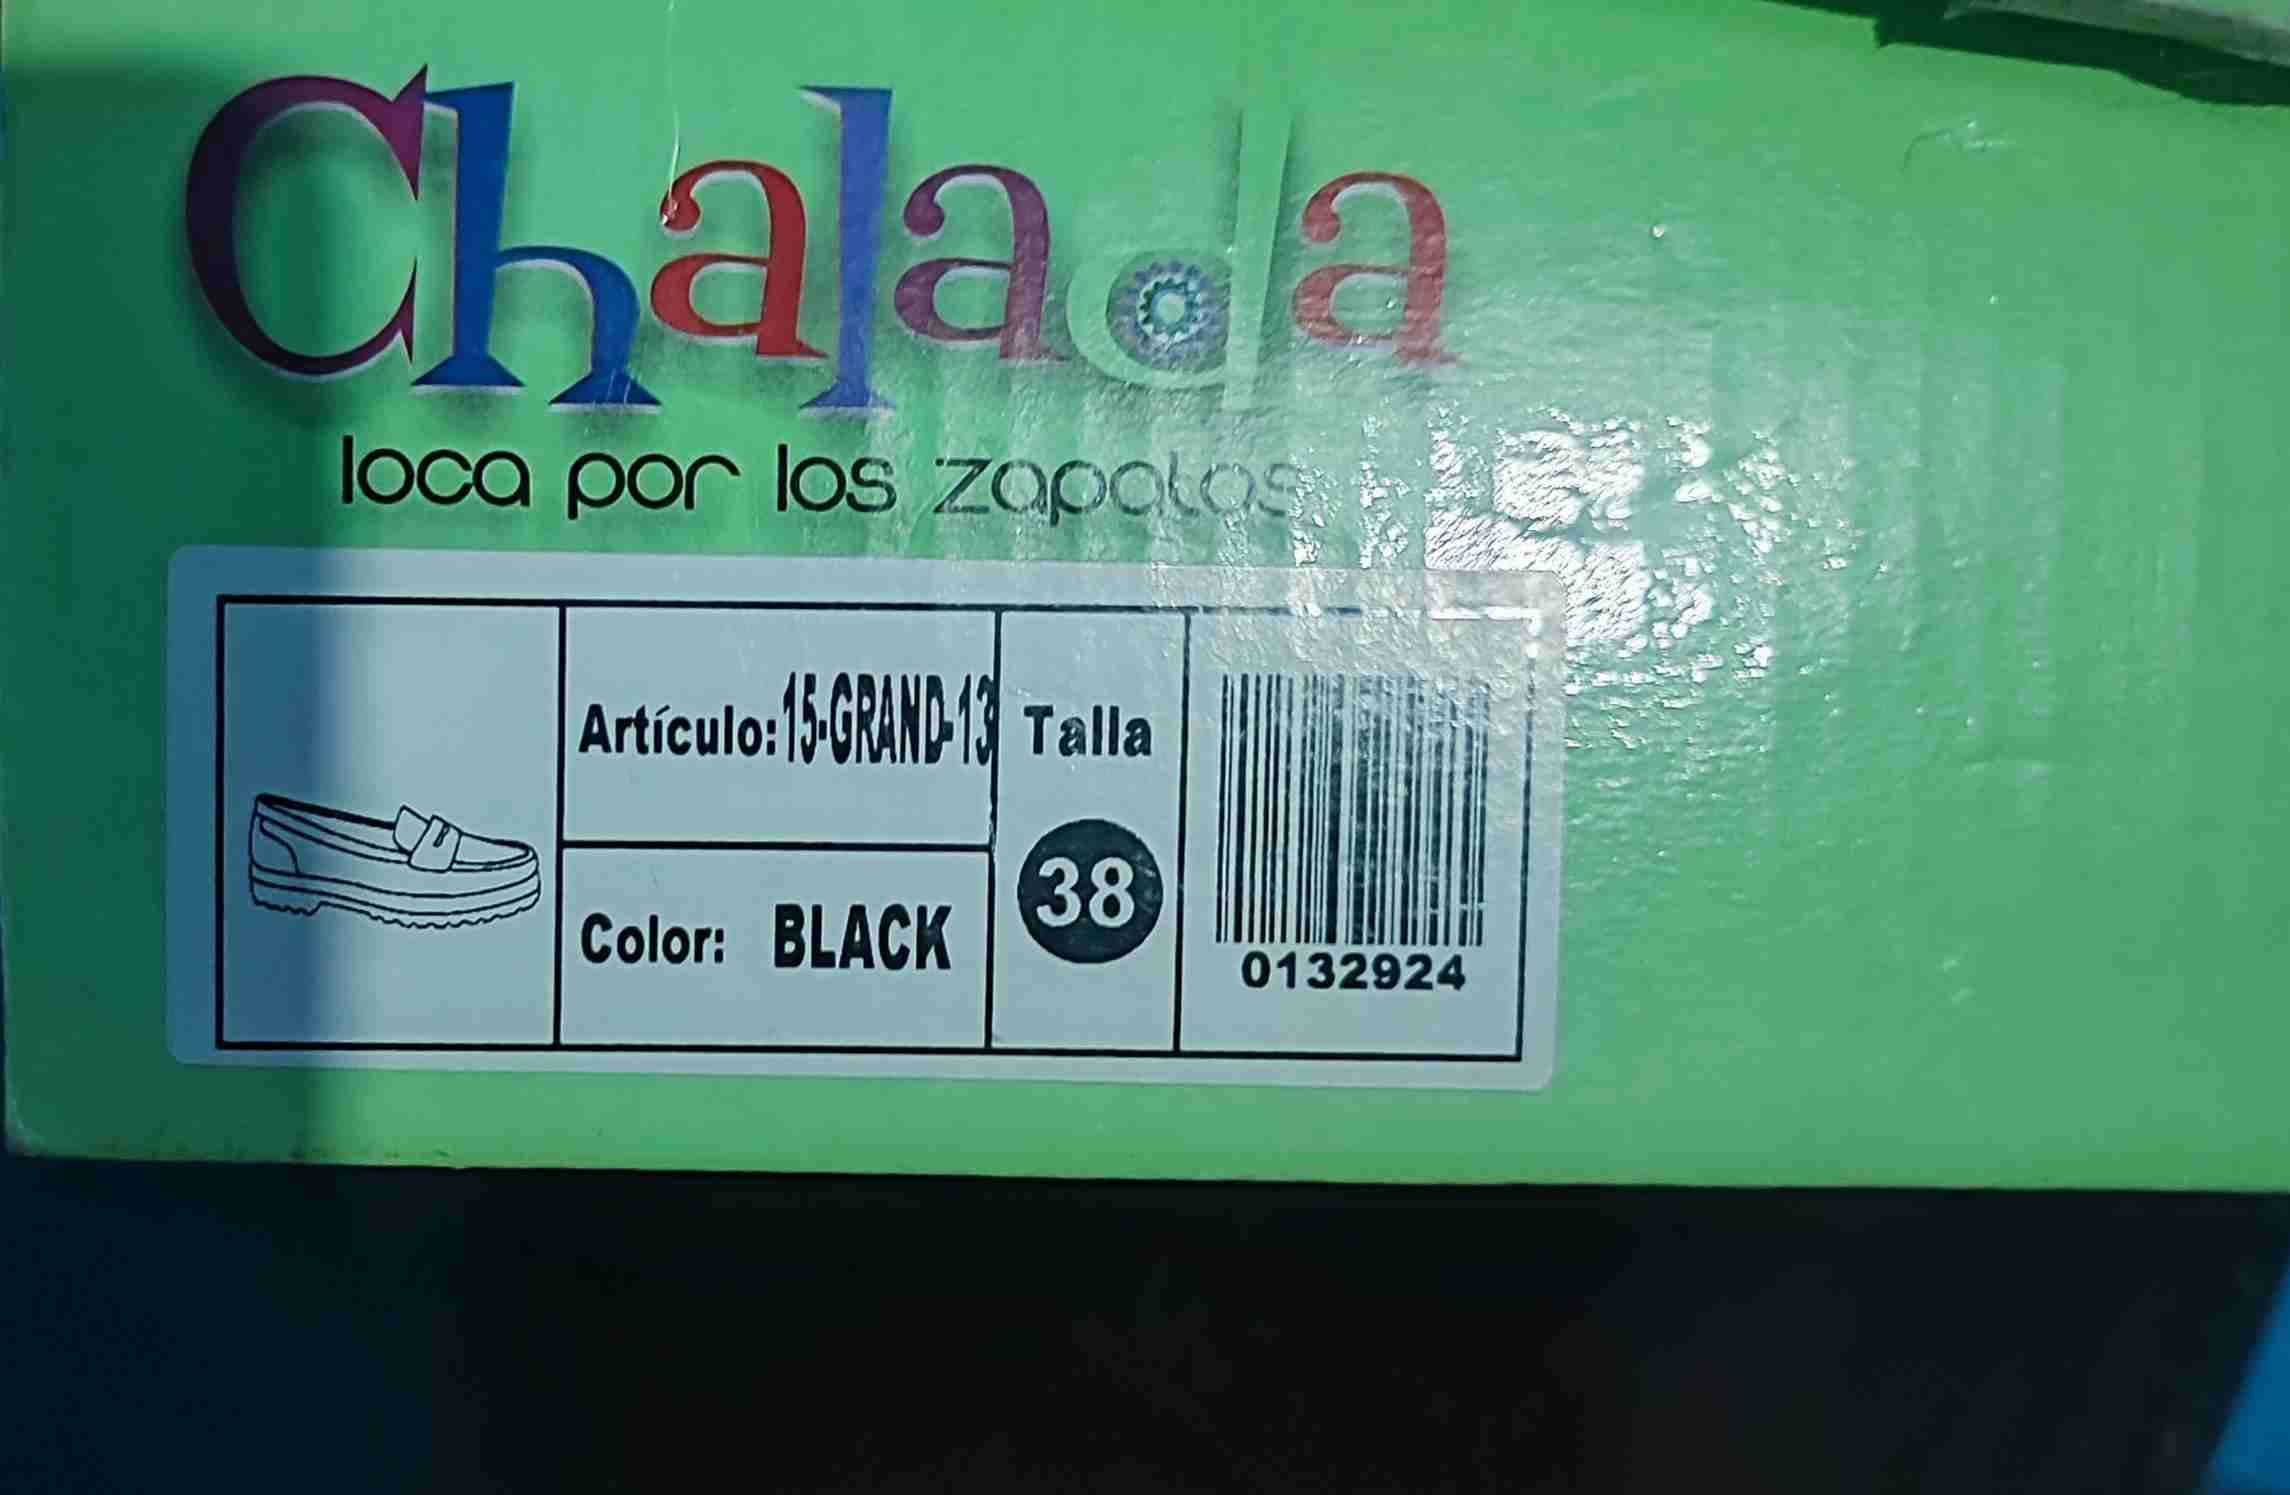 Chalada
loca por los zapatos
Artículo: 15-GRAND-13
Talla
38
Color: BLACK
0132924